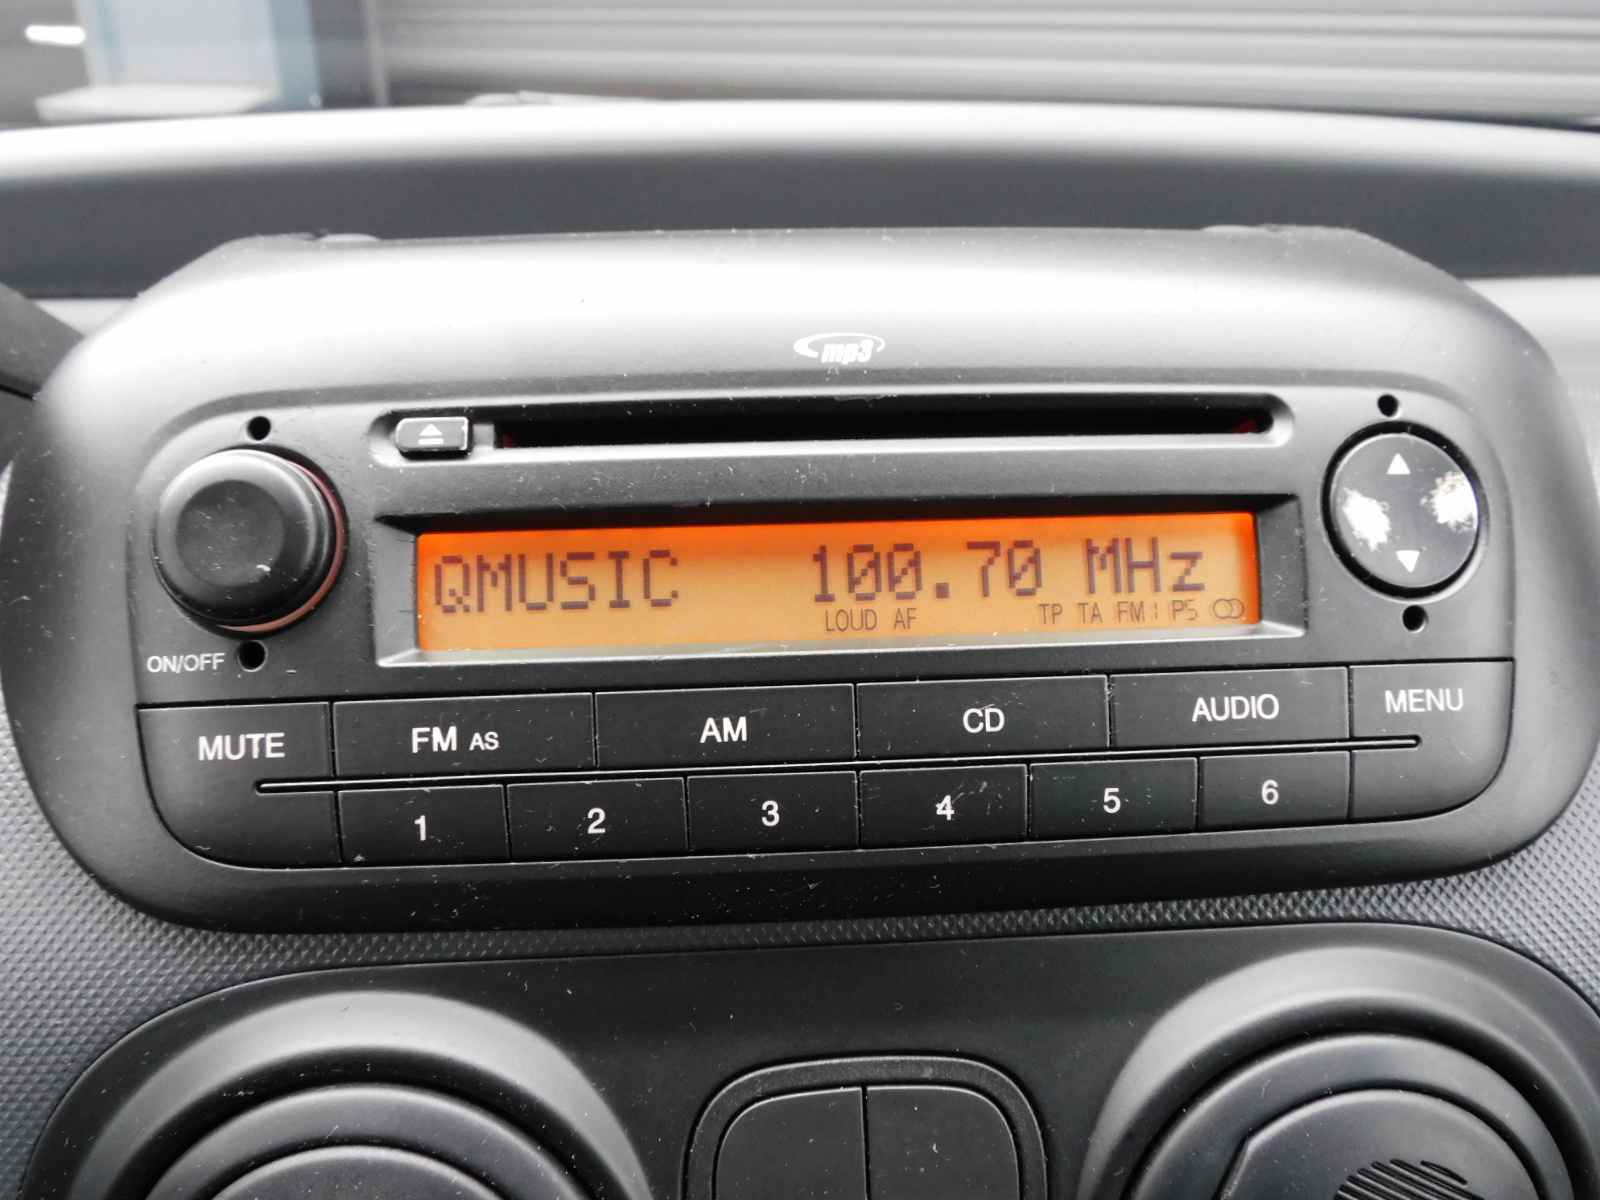 mp3
QMUSIC 100.70 MHz
LOUD AF TP TA FM PS
ON/OFF
MUTE FM AS AM CD AUDIO MENU
1 2 3 4 5 6